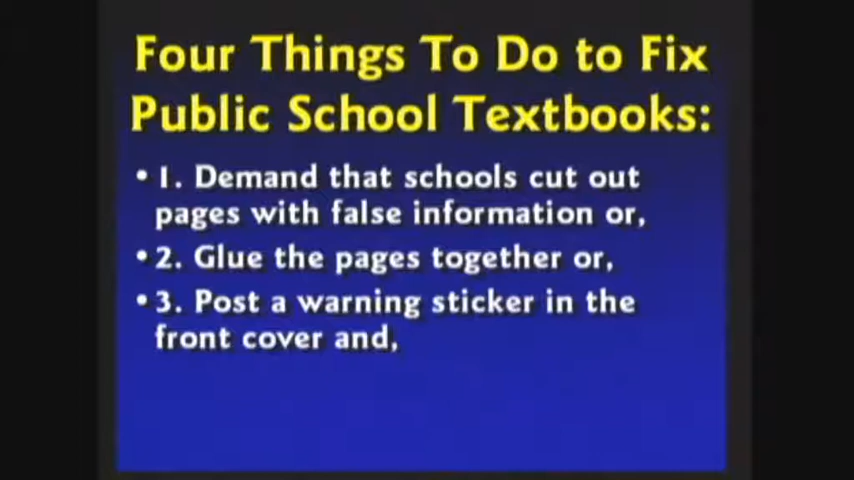 Four Things To Do to Fix
Public School Textbooks:
• 1. Demand that schools cut out
pages with false information or,
• 2. Glue the pages together or,
• 3. Post a warning sticker in the
front cover and,